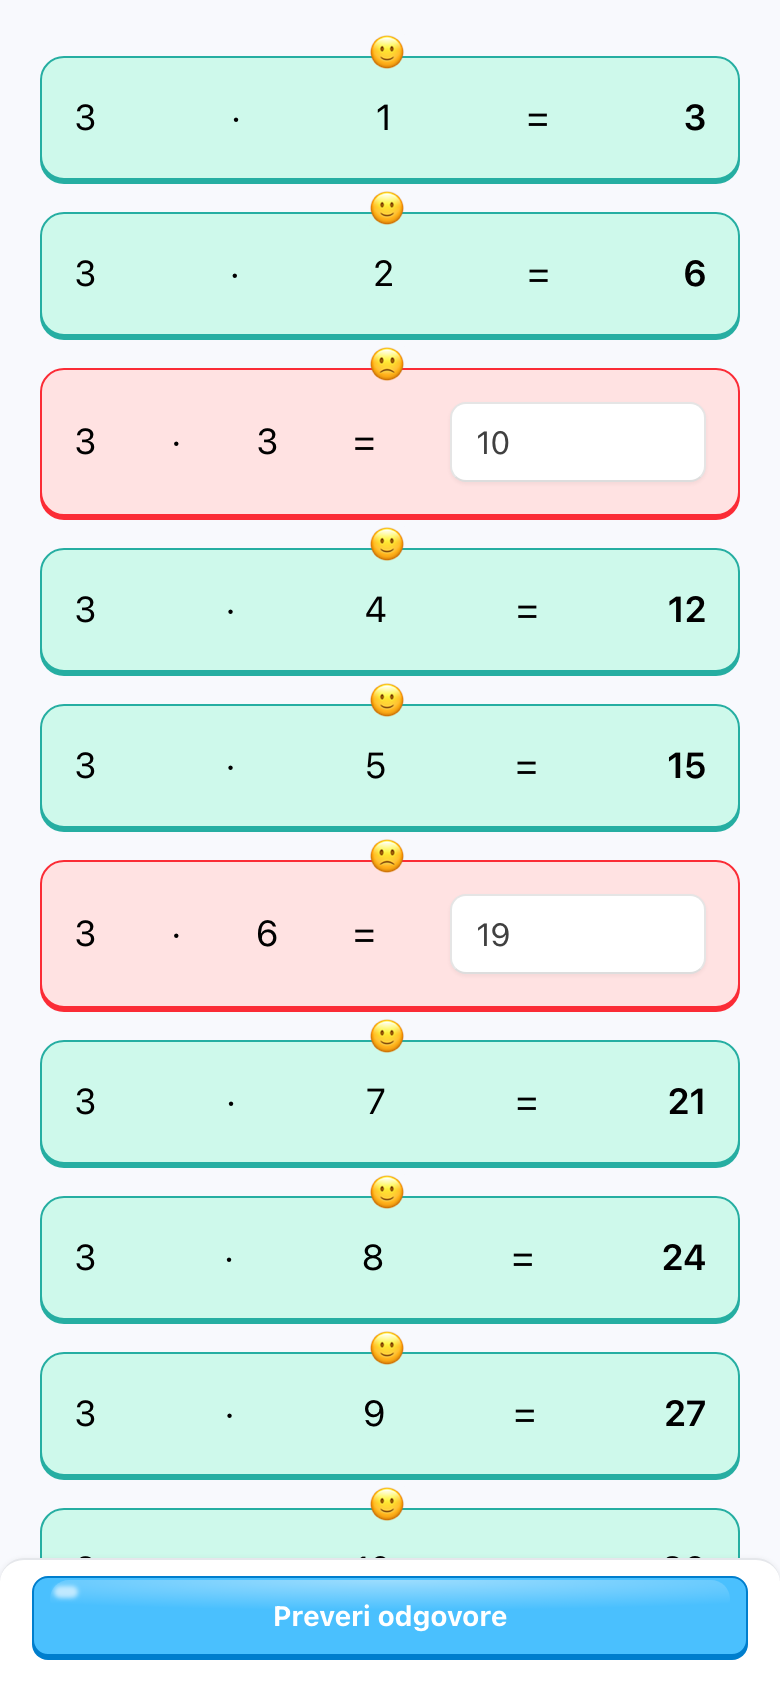 3 · 1 = 3
3 · 2 = 6
3 · 3 = 10
3 · 4 = 12
3 · 5 = 15
3 · 6 = 19
3 · 7 = 21
3 · 8 = 24
3 · 9 = 27
Preveri odgovore